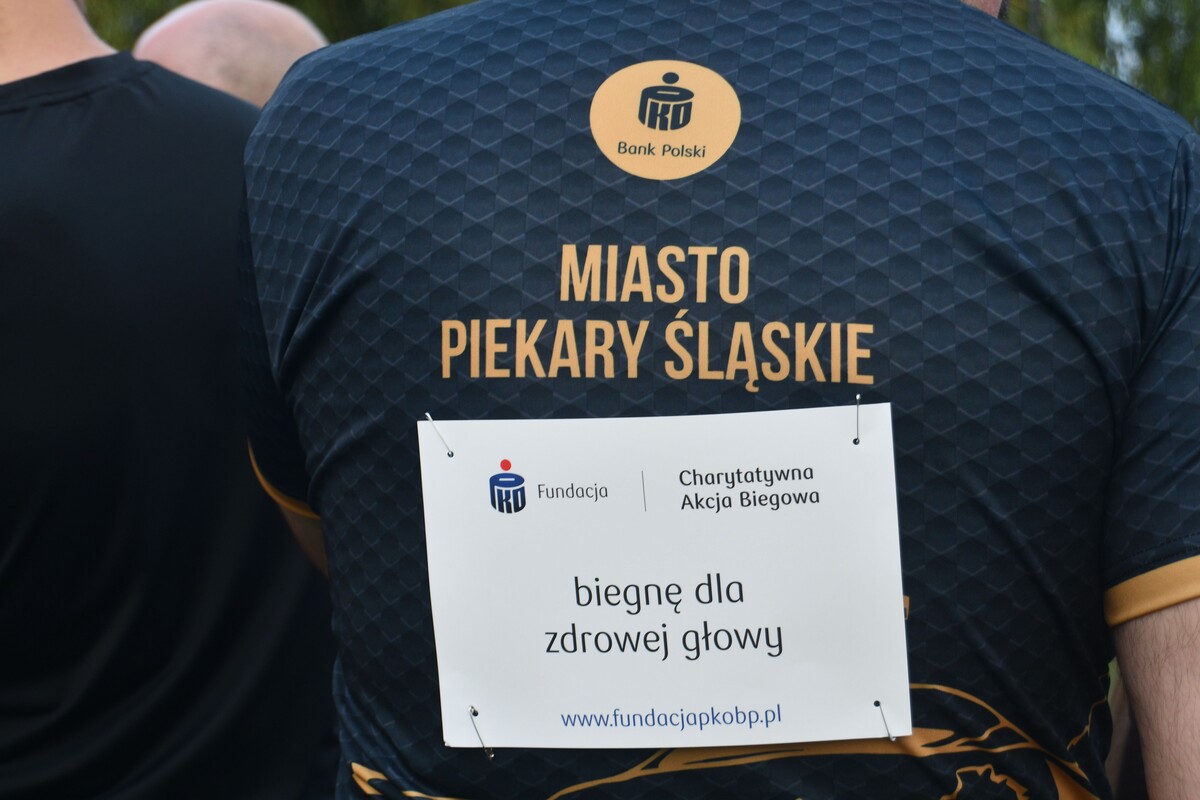 PKO
Bank Polski
MIASTO
PIEKARY ŚLĄSKIE
PKO Fundacja
Charytatywna
Akcja Biegowa
biegnę dla
zdrowej głowy
www.fundacjapkobp.pl